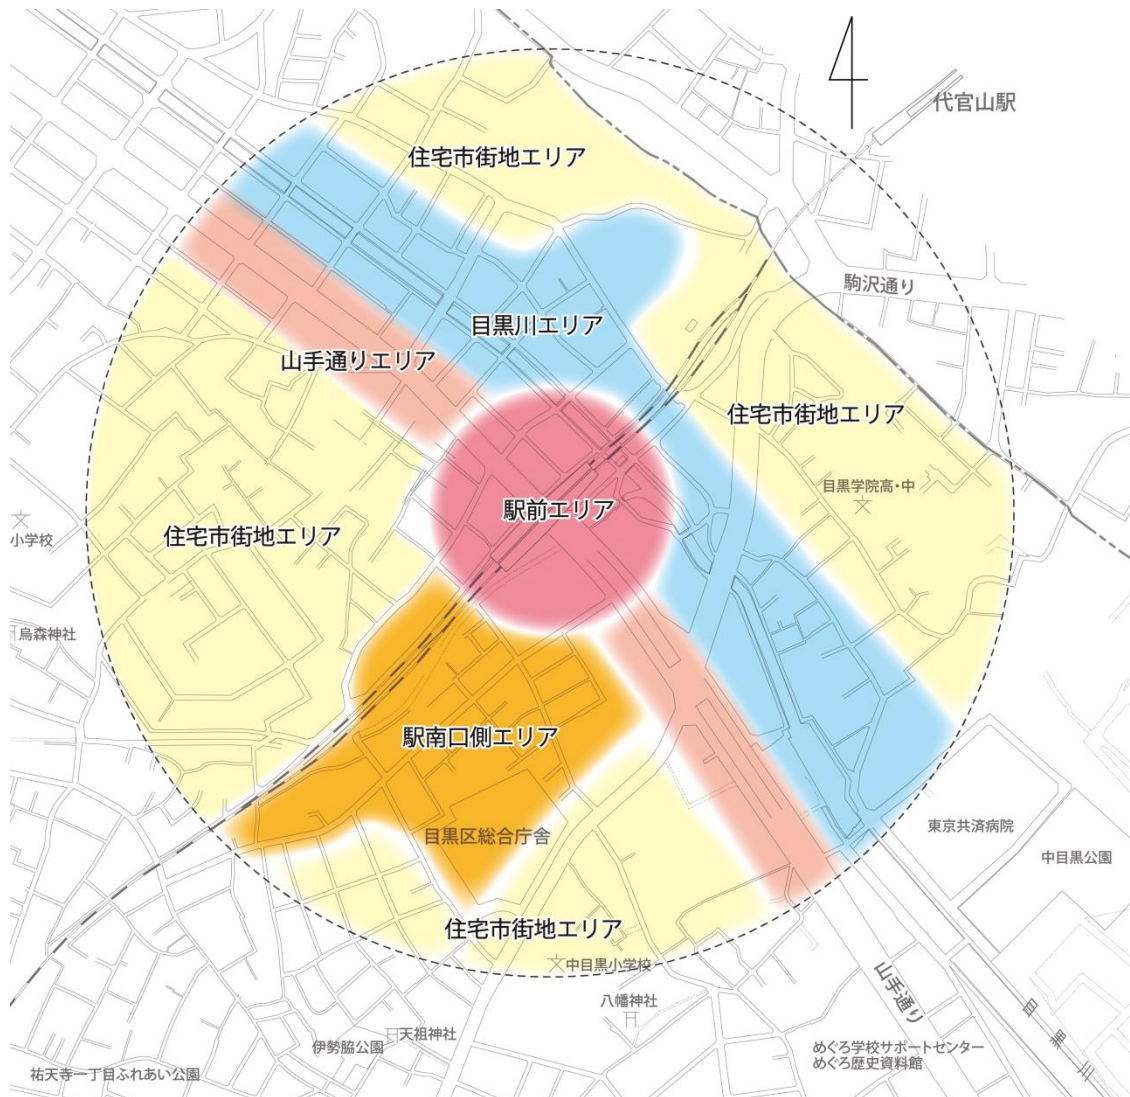 代官山駅
住宅市街地エリア
駒沢通り
目黒川エリア
山手通りエリア
住宅市街地エリア
目黒学院高・中
駅前エリア
住宅市街地エリア
小学校
烏森神社
駅南口側エリア
目黒区総合庁舎
東京共済病院
中目黒公園
住宅市街地エリア
中目黒小学校
山手通り
八幡神社
目黒川
天祖神社
伊勢脇公園
めぐろ学校サポートセンター
めぐろ歴史資料館
祐天寺一丁目ふれあい公園